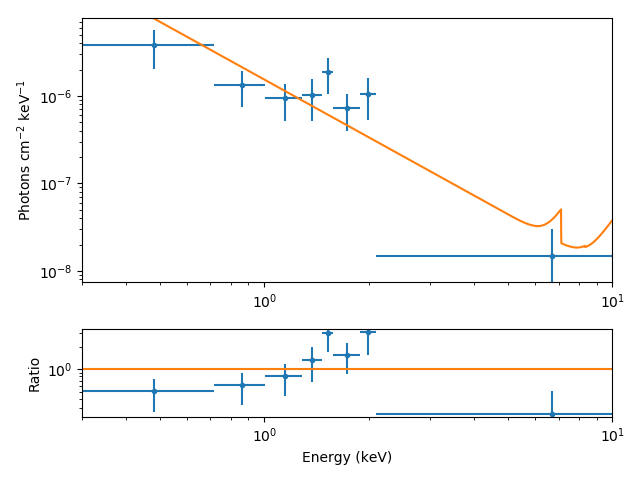 Photons cm⁻² keV⁻¹
10⁻⁶
10⁻⁷
10⁻⁸
10⁰
10¹
Ratio
10⁰
10⁰
10¹
Energy (keV)